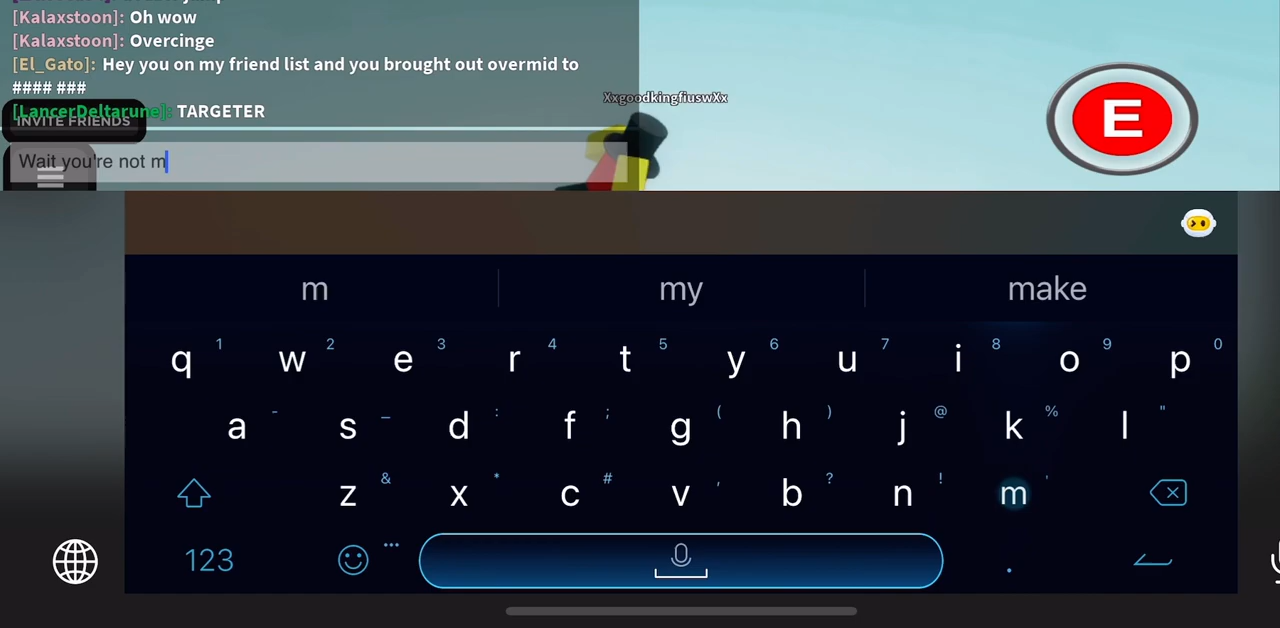 [Kalaxstoon]: Oh wow
[Kalaxstoon]: Overcinge
[El_Gato]: Hey you on my friend list and you brought out overmid to
#### ###
[LancerDeltarune]: TARGETER
INVITE FRIENDS
Wait you're not m
XxgoodkingfiuswXx
E
m my make
1 2 3 4 5 6 7 8 9 0
q w e r t y u i o p
- _ : ; ( ) @ % "
a s d f g h j k l
& * # , ? ! '
z x c v b n m
123 .